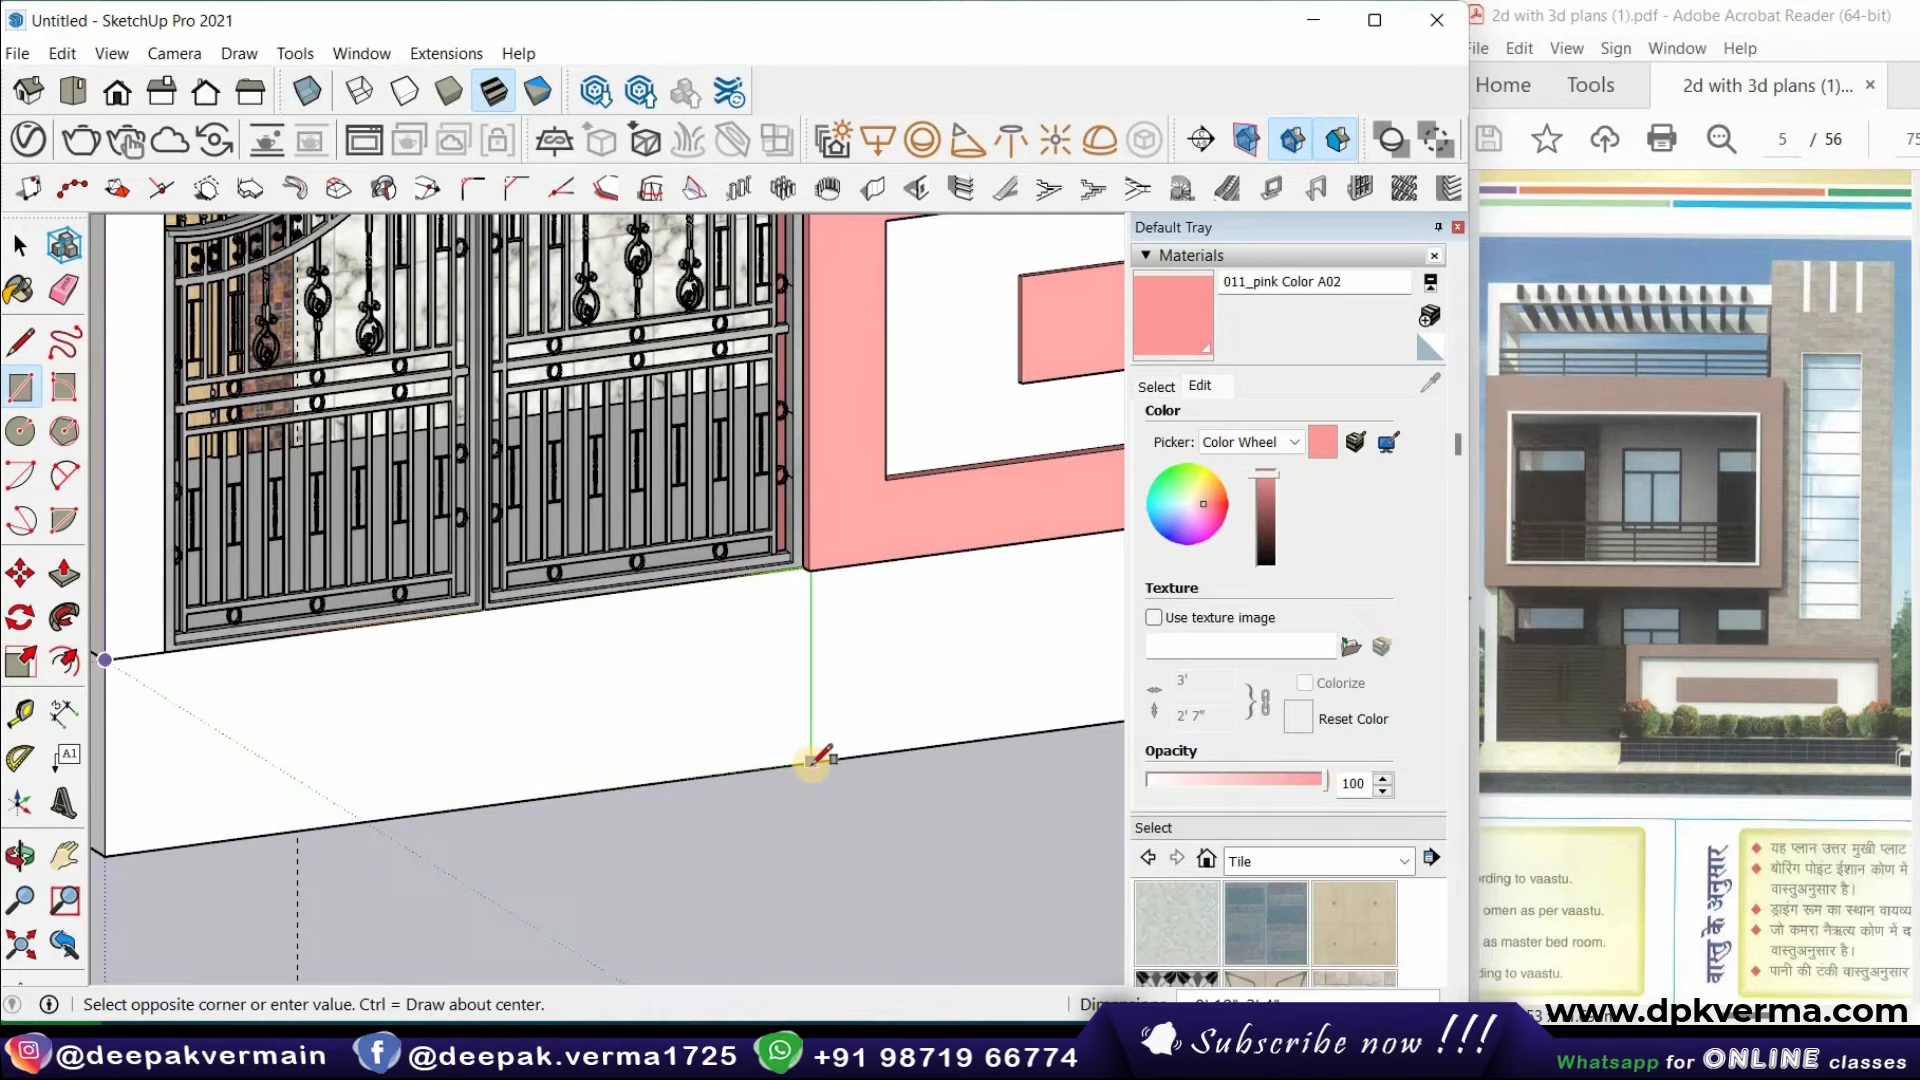 Untitled - SketchUp Pro 2021
File Edit View Camera Draw Tools Window Extensions Help
Default Tray
Materials
011_pink Color A02
Select Edit
Color
Picker: Color Wheel
Texture
Use texture image
3'
Colorize
2' 7"
Reset Color
Opacity
100
Select
Tile
A1
Select opposite corner or enter value. Ctrl = Draw about center.
2d with 3d plans (1).pdf - Adobe Acrobat Reader (64-bit)
Edit View Sign Window Help
Home Tools 2d with 3d plans (1)...
5 / 56 75
rding to vaastu.
omen as per vaastu.
as master bed room.
ding to vaastu.
वास्तु के अनुसार
यह प्लान उत्तर मुखी प्लाट
बोरिंग पोइंट ईशान कोण में
वास्तुअनुसार है।
ड्राइंग रूम का स्थान वायव्य
वास्तुअनुसार है।
जो कमरा नैऋत्य कोण में द
वास्तुअनुसार है।
पानी की टंकी वास्तुअनुसार
www.dpkverma.com
@deepakvermain @deepak.verma1725 +91 98719 66774
Subscribe now !!!
Whatsapp for ONLINE classes